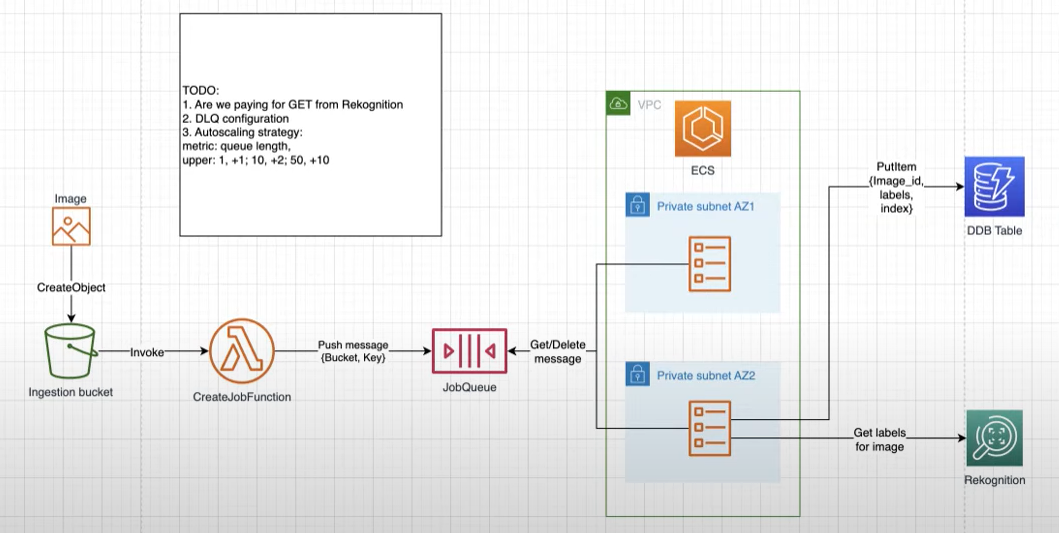 TODO:
1. Are we paying for GET from Rekognition
2. DLQ configuration
3. Autoscaling strategy:
metric: queue length,
upper: 1, +1; 10, +2; 50, +10
VPC
ECS
Image
CreateObject
Ingestion bucket
Invoke
CreateJobFunction
Push message
{Bucket, Key}
JobQueue
Get/Delete
message
Private subnet AZ1
Private subnet AZ2
PutItem
{Image_id,
labels,
index}
DDB Table
Get labels
for image
Rekognition